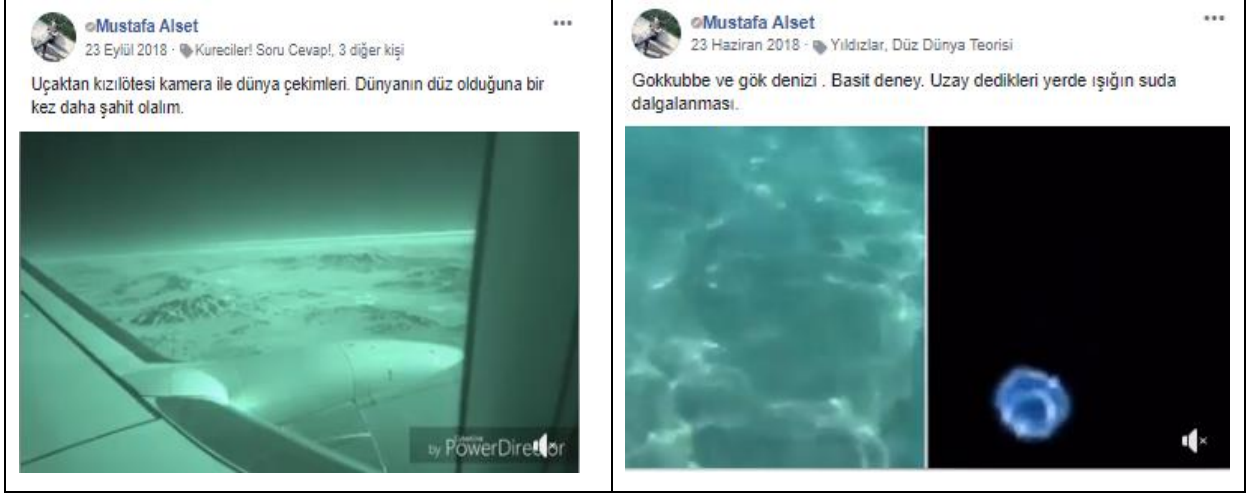 Mustafa Alset
23 Eylül 2018 · Kureciler! Soru Cevap!, 3 diğer kişi
Uçaktan kızılötesi kamera ile dünya çekimleri. Dünyanın düz olduğuna bir
kez daha şahit olalım.
by PowerDirector
Mustafa Alset
23 Haziran 2018 · Yıldızlar, Düz Dünya Teorisi
Gokkubbe ve gök denizi . Basit deney. Uzay dedikleri yerde ışığın suda
dalgalanması.